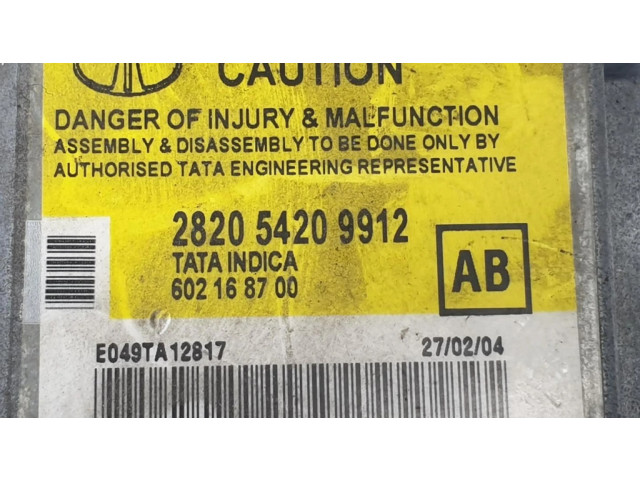 CAUTION
DANGER OF INJURY & MALFUNCTION
ASSEMBLY & DISASSEMBLY TO BE DONE ONLY BY
AUTHORISED TATA ENGINEERING REPRESENTATIVE
2820 5420 9912
TATA INDICA
602 16 87 00
AB
E049TA12817
27/02/04